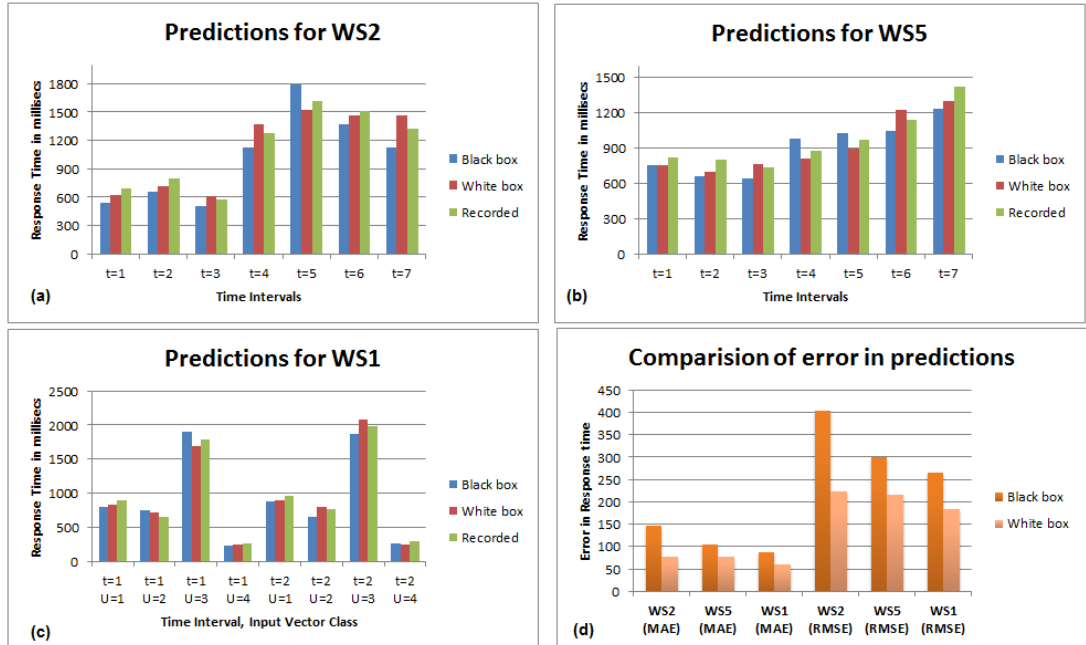 Predictions for WS2
Response Time in millisecs
1800
1500
1200
900
600
300
0
t=1 t=2 t=3 t=4 t=5 t=6 t=7
Time Intervals
Black box
White box
Recorded
(a)
Predictions for WS5
Response Time in millisecs
1500
1200
900
600
300
0
t=1 t=2 t=3 t=4 t=5 t=6 t=7
Time Intervals
Black box
White box
Recorded
(b)
Predictions for WS1
Response Time in millisecs
2500
2000
1500
1000
500
0
t=1 t=1 t=1 t=1 t=2 t=2 t=2 t=2
U=1 U=2 U=3 U=4 U=1 U=2 U=3 U=4
Time Interval, Input Vector Class
Black box
White box
Recorded
(c)
Comparision of error in predictions
Error in Response time
450
400
350
300
250
200
150
100
50
0
WS2 WS5 WS1 WS2 WS5 WS1
(MAE) (MAE) (MAE) (RMSE) (RMSE) (RMSE)
Black box
White box
(d)